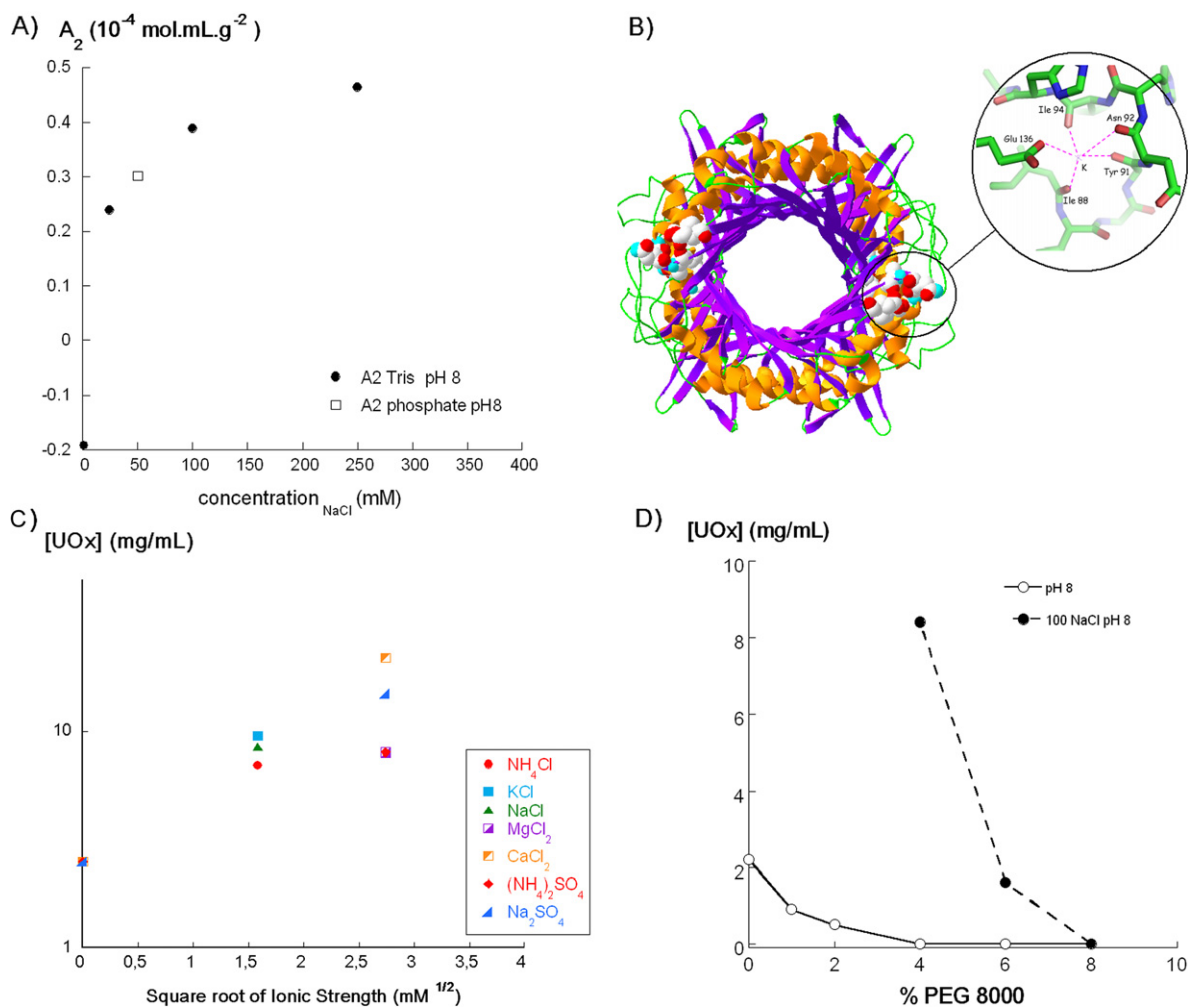 A)
A2 (10-4 mol.mL.g-2 )
0.5
0.4
0.3
0.2
0.1
0
-0.1
-0.2
0 50 100 150 200 250 300 350 400
concentration NaCl (mM)
A2 Tris pH 8
A2 phosphate pH8
B)
Ile 94
Asn 92
Glu 136
K
Tyr 91
Ile 88
C)
[UOx] (mg/mL)
10
1
0 0,5 1 1,5 2 2,5 3 3,5 4
Square root of Ionic Strength (mM 1/2)
NH4Cl
KCl
NaCl
MgCl2
CaCl2
(NH4)2SO4
Na2SO4
D)
[UOx] (mg/mL)
10
8
6
4
2
0
0 2 4 6 8 10
% PEG 8000
pH 8
100 NaCl pH 8